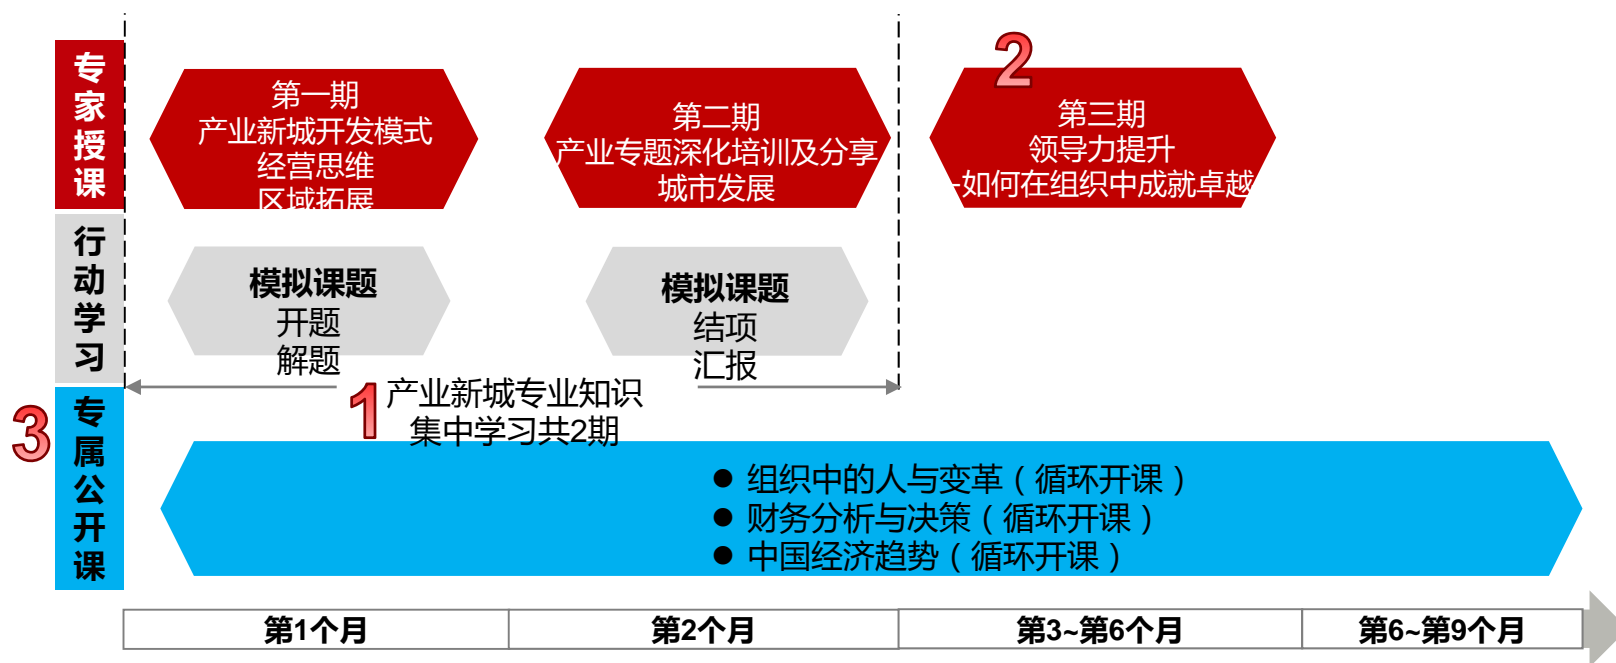 专家授课
第一期
产业新城开发模式
经营思维
区域拓展
第二期
产业专题深化培训及分享
城市发展
2
第三期
领导力提升
-如何在组织中成就卓越
行动学习
模拟课题
开题
解题
模拟课题
结项
汇报
1
产业新城专业知识
集中学习共2期
3
专属公开课
● 组织中的人与变革（循环开课）
● 财务分析与决策（循环开课）
● 中国经济趋势（循环开课）
第1个月
第2个月
第3~第6个月
第6~第9个月